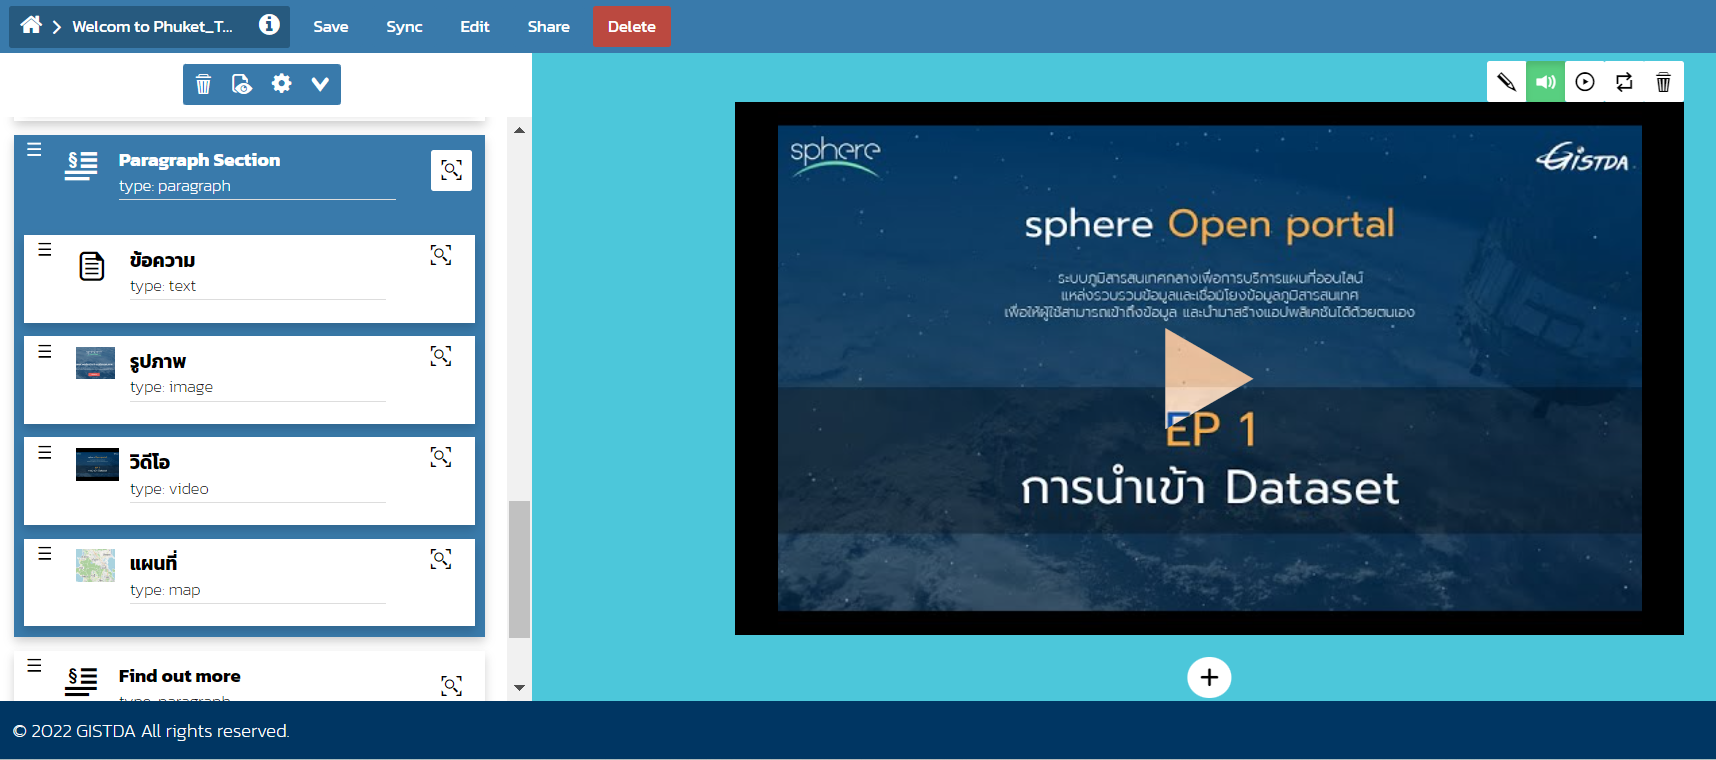 Welcom to Phuket_T...
Save
Sync
Edit
Share
Delete
Paragraph Section
type: paragraph
ข้อความ
type: text
รูปภาพ
type: image
วิดีโอ
type: video
แผนที่
type: map
Find out more
type: paragraph
sphere
GISTDA
sphere Open portal
ระบบภูมิสารสนเทศกลางเพื่อการบริการแผนที่ออนไลน์
แหล่งรวบรวมข้อมูลและเชื่อมโยงข้อมูลภูมิสารสนเทศ
เพื่อให้ผู้ใช้สามารถเข้าถึงข้อมูล และนำมาสร้างแอปพลิเคชันได้ด้วยตนเอง
EP 1
การนำเข้า Dataset
© 2022 GISTDA All rights reserved.